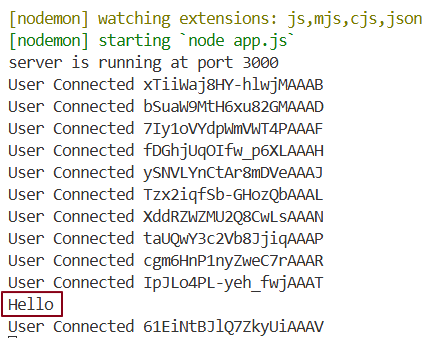 [nodemon] watching extensions: js,mjs,cjs,json
[nodemon] starting `node app.js`
server is running at port 3000
User Connected xTiiWaj8HY-hlwjMAAAB
User Connected bSuaW9MtH6xu82GMAAAD
User Connected 7Iy1oVYdpWmVWT4PAAAF
User Connected fDGhjUqOIfw_p6XLAAAH
User Connected ySNVLYnCtAr8mDVeAAAJ
User Connected Tzx2iqfSb-GHozQbAAAL
User Connected XddRZWZMU2Q8CwLsAAAN
User Connected taUQwY3c2Vb8JjiqAAAP
User Connected cgm6HnP1nyZweC7rAAAR
User Connected IpJLo4PL-yeh_fwjAAAT
Hello
User Connected 61EiNtBJlQ7ZkyUiAAAV